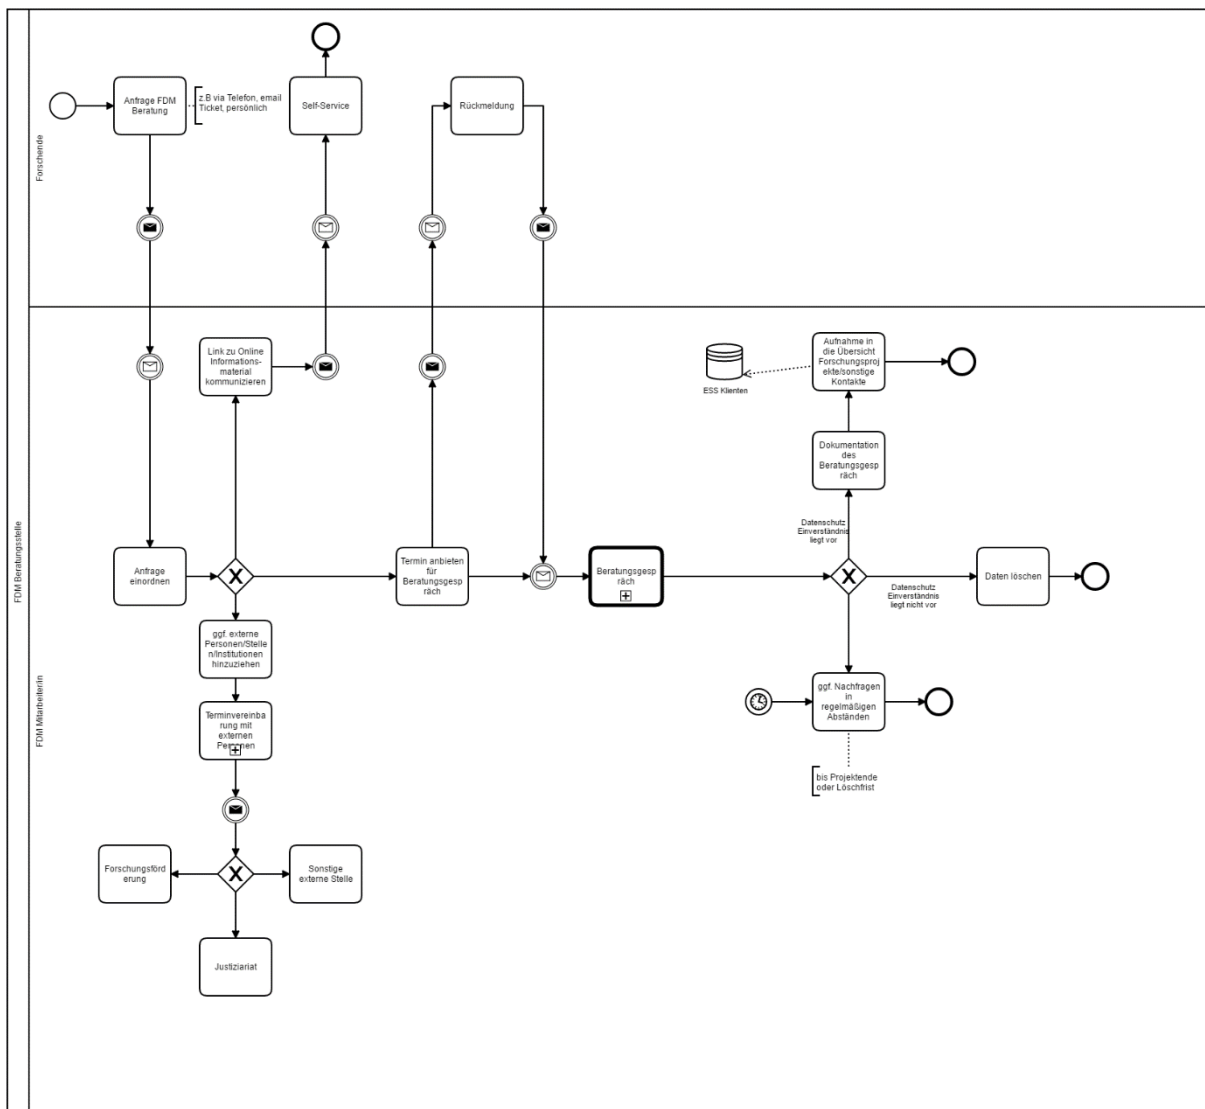 FDM Beratungsstelle
Forschende
Anfrage FDM
Beratung
z.B via Telefon, email
Ticket, persönlich
Self-Service
Rückmeldung
FDM Mitarbeiter/in
Link zu Online
Informations-
material
kommunizieren
Anfrage
einordnen
ggf. externe
Personen/Stelle
n/Institutionen
hinzuziehen
Terminvereinba
rung mit
externen
Personen
Forschungsförd
erung
Sonstige
externe Stelle
Justiziariat
Termin anbieten
für
Beratungsgesp
räch
Beratungsgesp
räch
ESS Klienten
Aufnahme in
die Übersicht
Forschungsproj
ekte/sonstige
Kontakte
Dokumentation
des
Beratungsgesp
räch
Datenschutz
Einverständnis
liegt vor
Datenschutz
Einverständnis
liegt nicht vor
Daten löschen
ggf. Nachfragen
in
regelmäßigen
Abständen
bis Projektende
oder Löschfrist